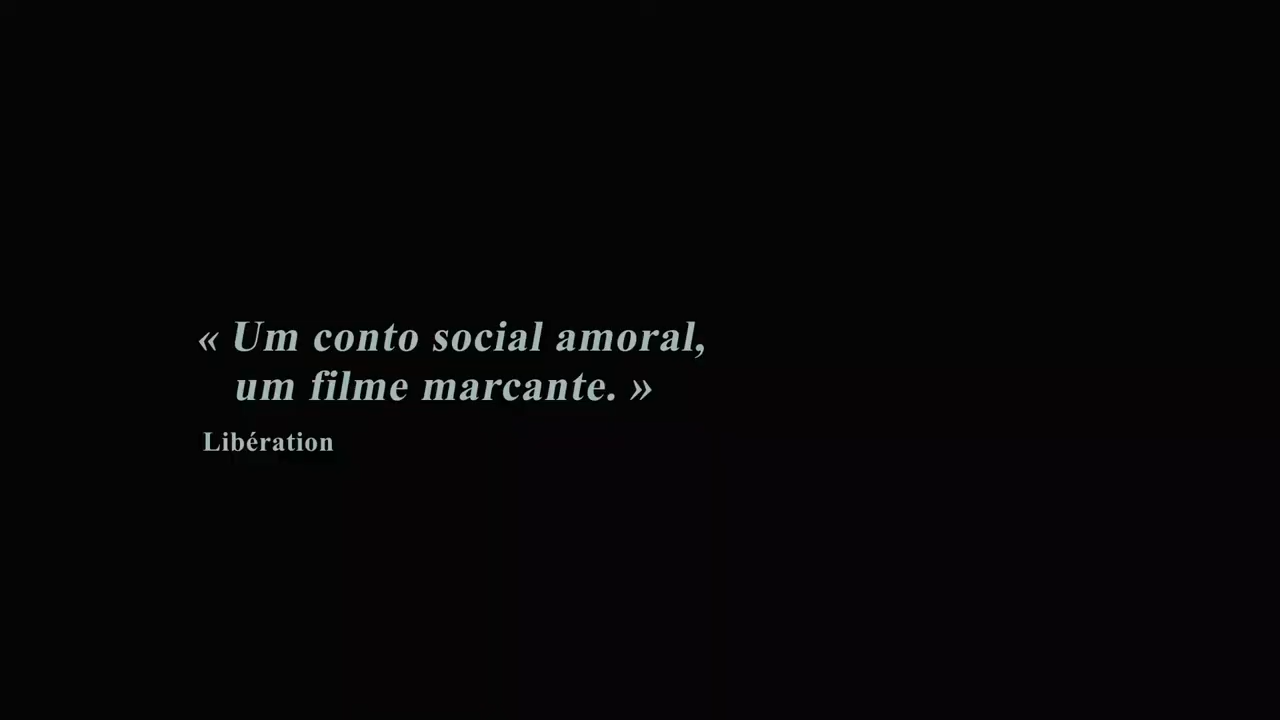 « Um conto social amoral,
um filme marcante. »
Libération